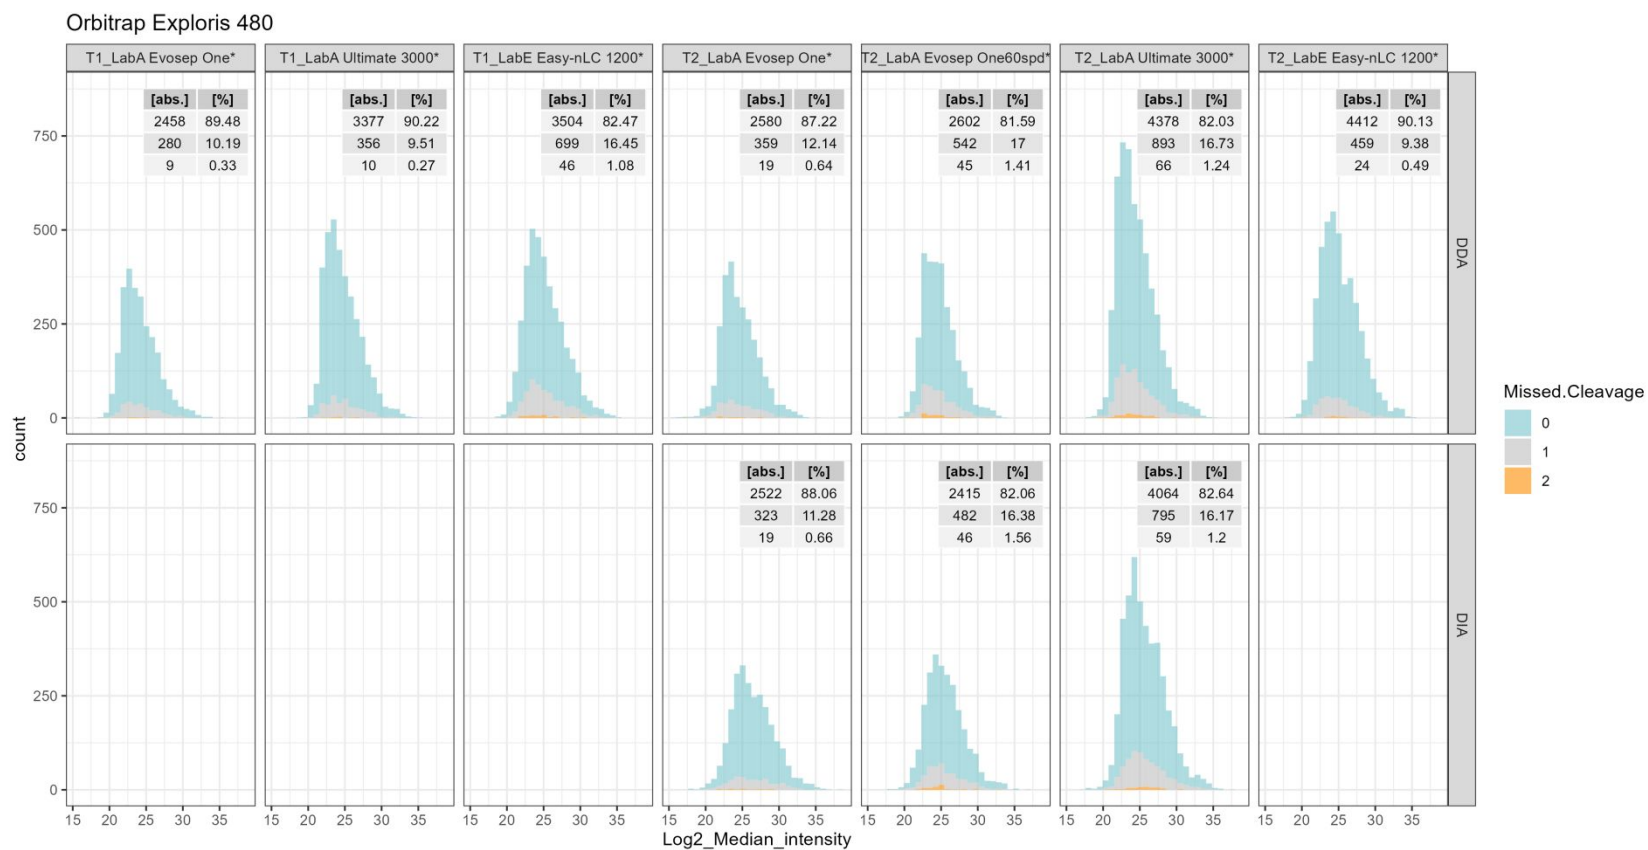 Orbitrap Exploris 480
T1_LabA Evosep One*
T1_LabA Ultimate 3000*
T1_LabE Easy-nLC 1200*
T2_LabA Evosep One*
T2_LabA Evosep One60spd*
T2_LabA Ultimate 3000*
T2_LabE Easy-nLC 1200*
[abs.] [%]
2458 89.48
280 10.19
9 0.33
[abs.] [%]
3377 90.22
356 9.51
10 0.27
[abs.] [%]
3504 82.47
699 16.45
46 1.08
[abs.] [%]
2580 87.22
359 12.14
19 0.64
[abs.] [%]
2602 81.59
542 17
45 1.41
[abs.] [%]
4378 82.03
893 16.73
66 1.24
[abs.] [%]
4412 90.13
459 9.38
24 0.49
750
500
250
0
DDA
count
[abs.] [%]
2522 88.06
323 11.28
19 0.66
[abs.] [%]
2415 82.06
482 16.38
46 1.56
[abs.] [%]
4064 82.64
795 16.17
59 1.2
750
500
250
0
DIA
15 20 25 30 35
15 20 25 30 35
15 20 25 30 35
15 20 25 30 35
15 20 25 30 35
15 20 25 30 35
15 20 25 30 35
Log2_Median_intensity
Missed.Cleavage
0
1
2